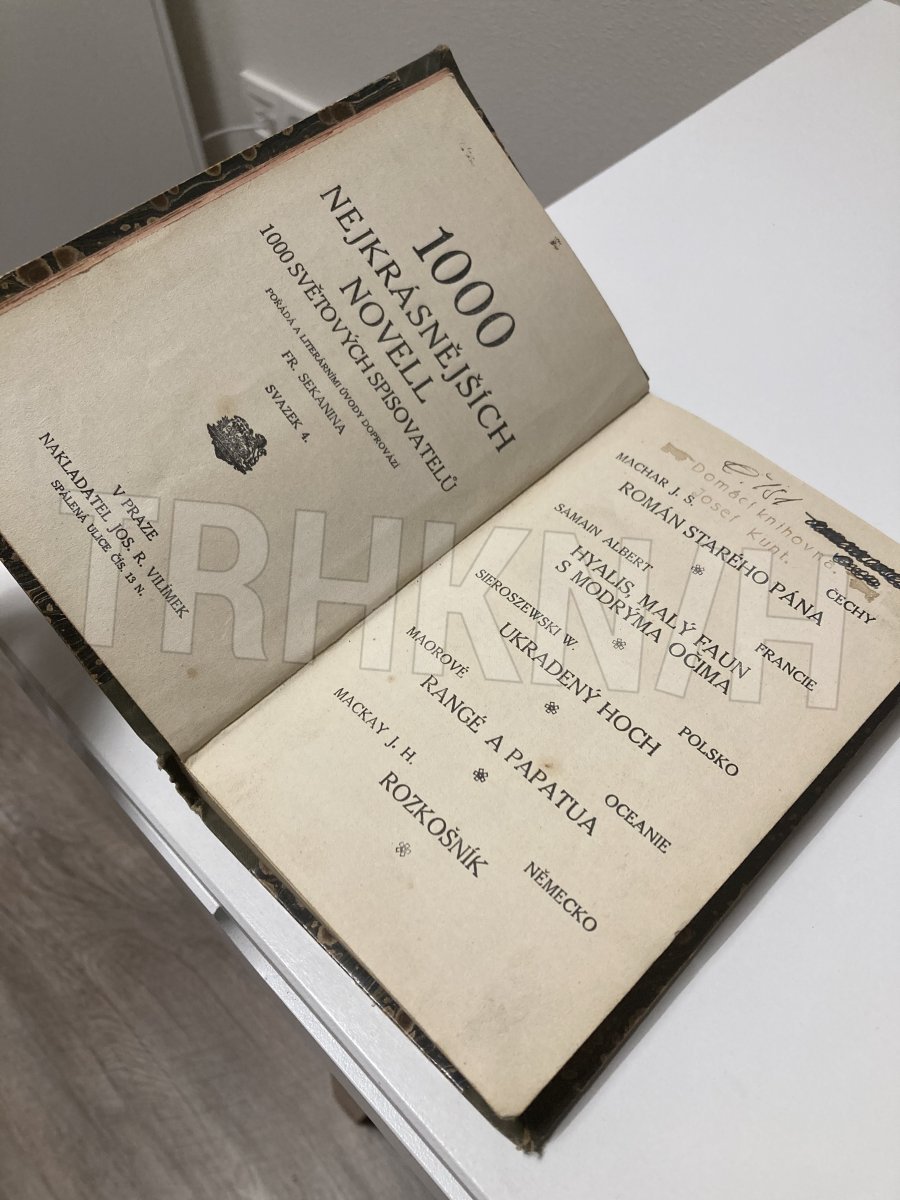 1000
NEJKRÁSNĚJŠÍCH
NOVELL
1000 SVĚTOVÝCH SPISOVATELŮ
POŘÁDÁ A LITERÁRNÍMI ÚVODY DOPROVÁZÍ
FR. SEKANINA
SVAZEK 4.
V PRAZE
NAKLADATEL JOS. R. VILÍMEK
SPÁLENÁ ULICE ČÍS. 13 N.
Domácí knihovna
Josef Kunt.
MACHAR J. S. ČECHY
ROMÁN STARÉHO PÁNA
SAMAIN ALBERT FRANCIE
HYALIS, MALÝ FAUN
S MODRÝMA OČIMA
SIEROSZEWSKI W. POLSKO
UKRADENÝ HOCH
MAOROVÉ OCEANIE
RANGÉ A PAPATUA
MACKAY J. H. NĚMECKO
ROZKOŠNÍK
TRHKNIH